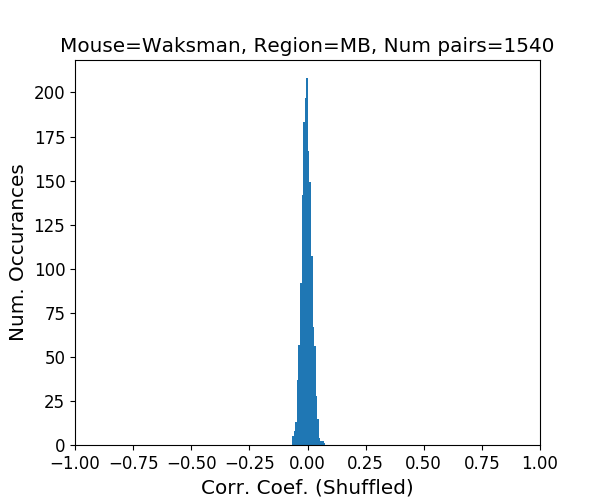 Mouse=Waksman, Region=MB, Num pairs=1540
200
175
150
125
100
75
50
25
0
Num. Occurances
−1.00 −0.75 −0.50 −0.25 0.00 0.25 0.50 0.75 1.00
Corr. Coef. (Shuffled)